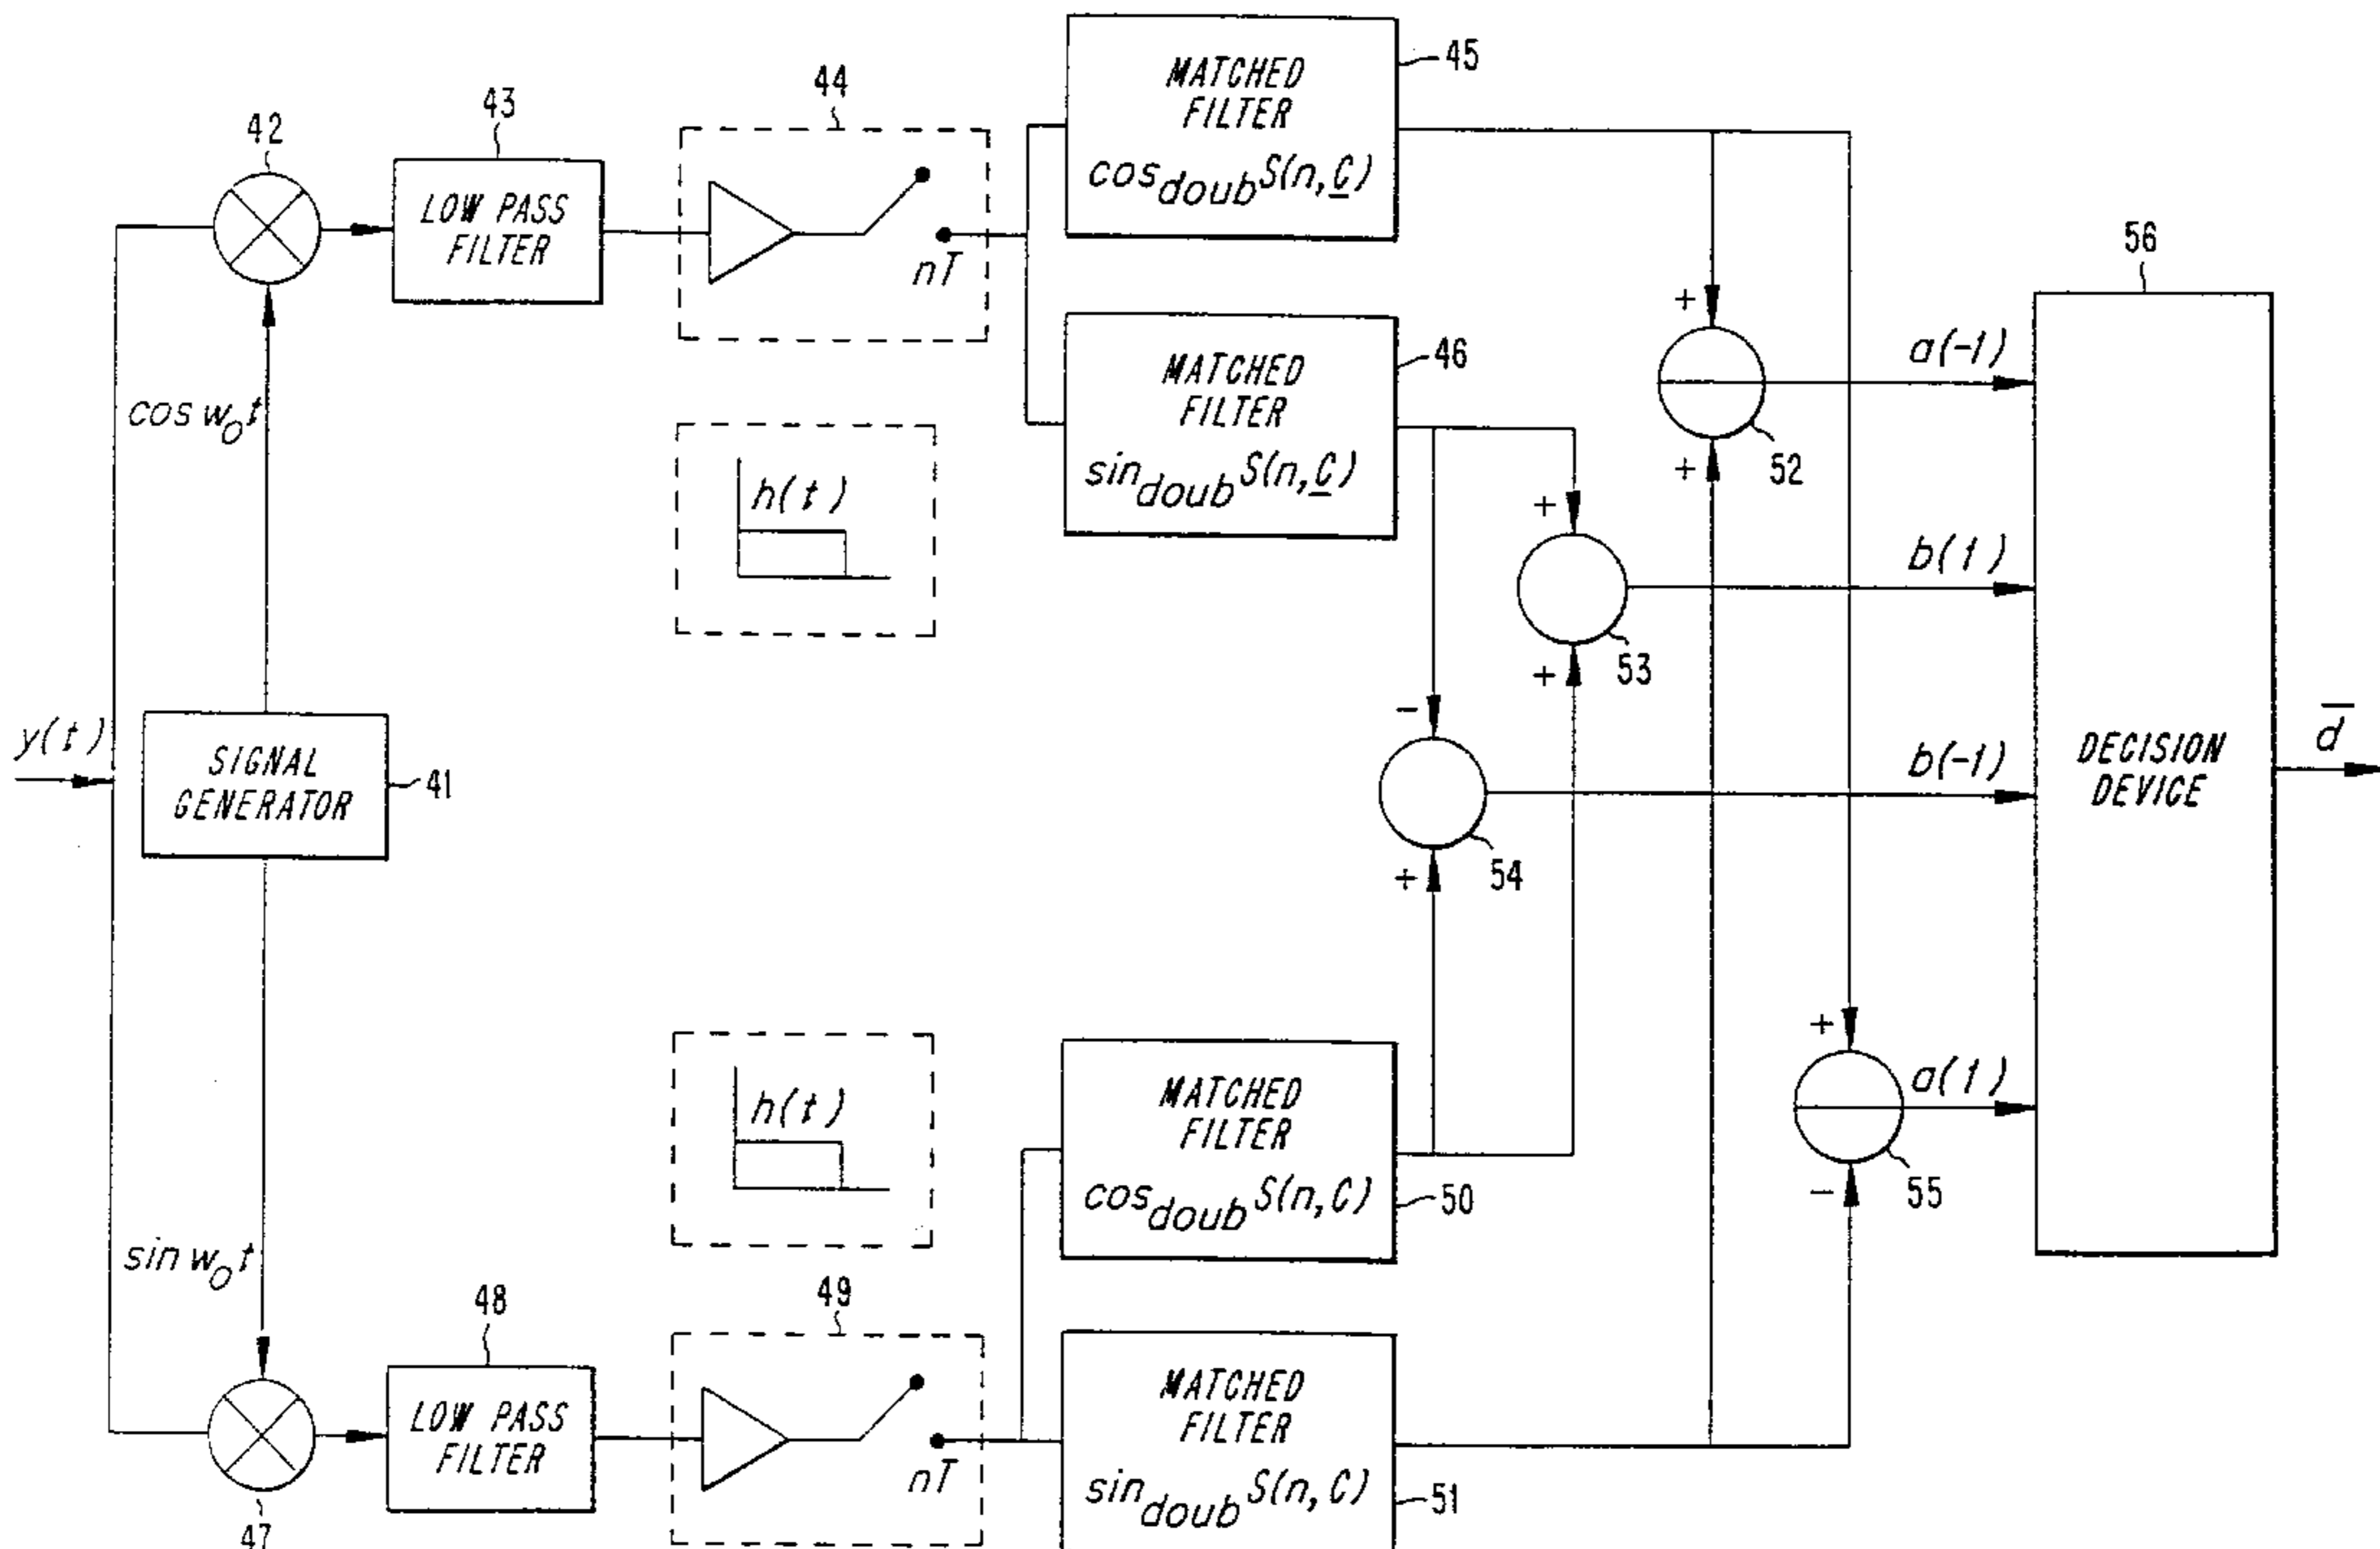 42
43
44
45
MATCHED
FILTER
cos doub S(n,C)
LOW PASS
FILTER
nT
56
+
46
MATCHED
FILTER
sin doub S(n,C)
a(-1)
cos w0t
+
52
h(t)
+
b(1)
+
53
y(t)
SIGNAL
GENERATOR
41
-
b(-1)
DECISION
DEVICE
d̅
+
54
h(t)
MATCHED
FILTER
cos doub S(n,C)
50
+
a(1)
-
55
sin w0t
48
49
LOW PASS
FILTER
nT
MATCHED
FILTER
sin doub S(n,C)
51
47